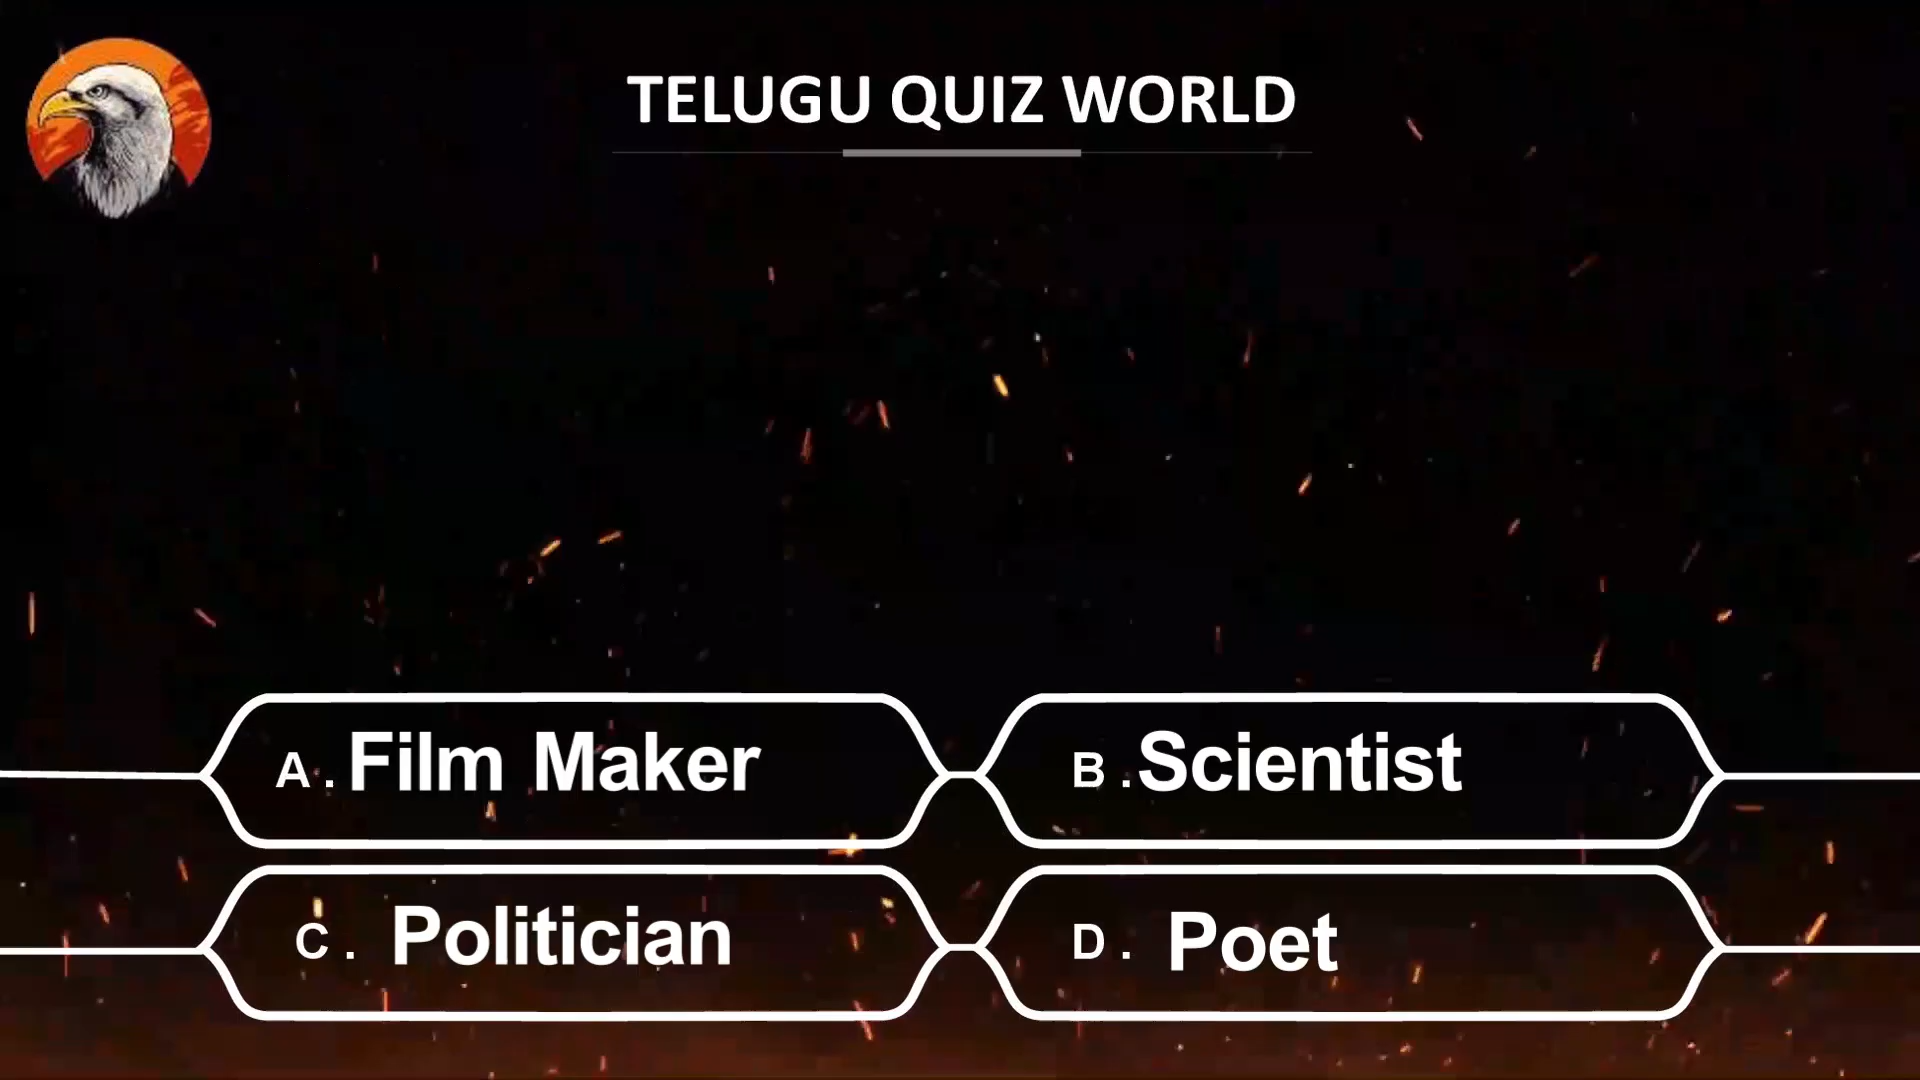 TELUGU QUIZ WORLD
A . Film Maker
B . Scientist
C . Politician
D . Poet